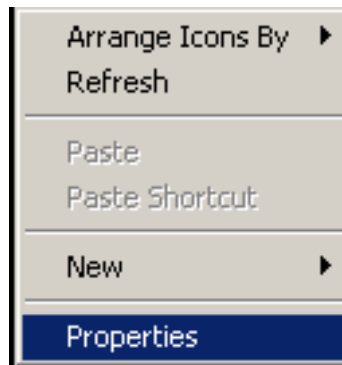 Arrange Icons By
Refresh
Paste
Paste Shortcut
New
Properties